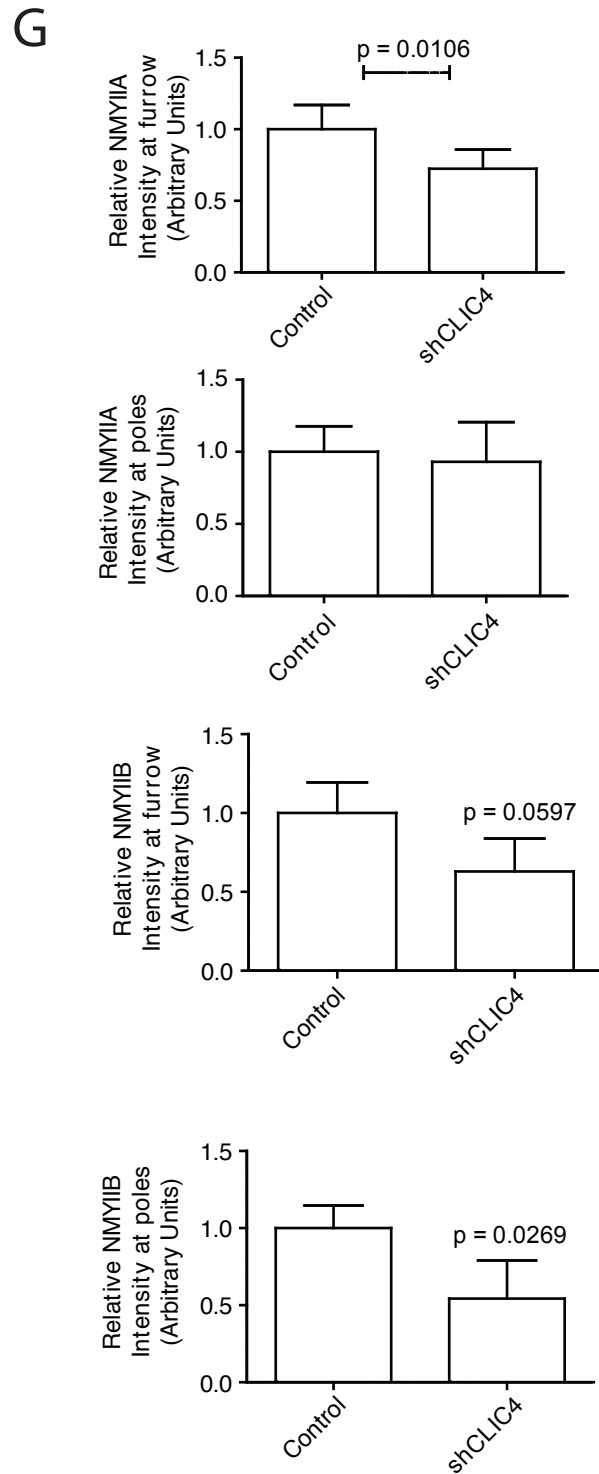 G
p = 0.0106
Relative NMYIIA
Intensity at furrow
(Arbitrary Units)
1.5
1.0
0.5
0.0
Control
shCLIC4
Relative NMYIIA
Intensity at poles
(Arbitrary Units)
1.5
1.0
0.5
0.0
Control
shCLIC4
Relative NMYIIB
Intensity at furrow
(Arbitrary Units)
1.5
1.0
0.5
0.0
p = 0.0597
Control
shCLIC4
Relative NMYIIB
Intensity at poles
(Arbitrary Units)
1.5
1.0
0.5
0.0
p = 0.0269
Control
shCLIC4